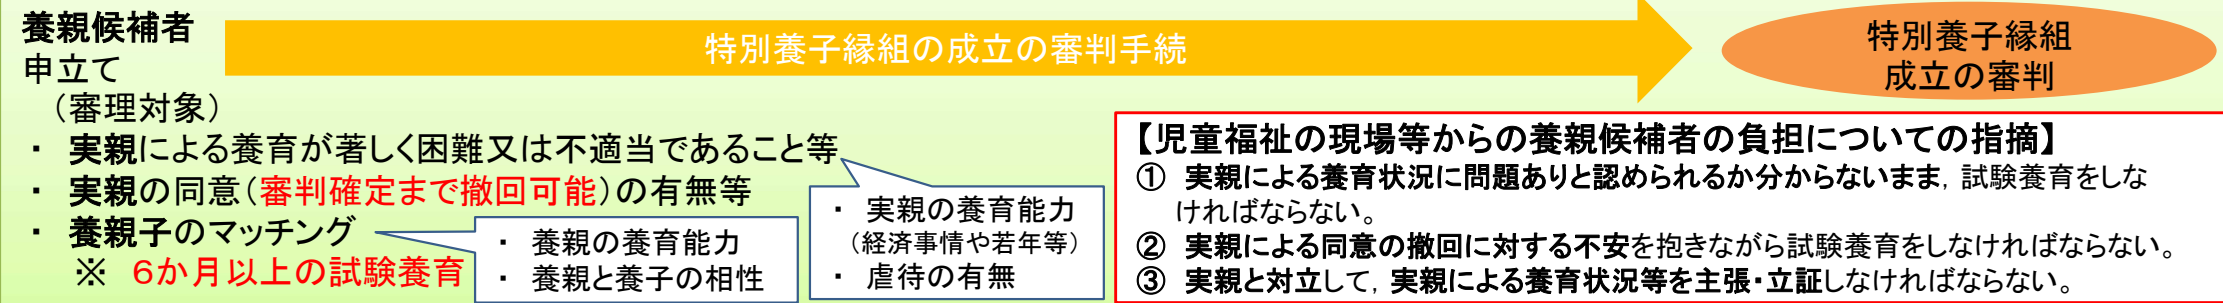 養親候補者
申立て
特別養子縁組の成立の審判手続
特別養子縁組
成立の審判
（審理対象）
・ 実親による養育が著しく困難又は不適当であること等
・ 実親の同意（審判確定まで撤回可能）の有無等
・ 養親子のマッチング
※ ６か月以上の試験養育
・ 養親の養育能力
・ 養親と養子の相性
・ 実親の養育能力
（経済事情や若年等）
・ 虐待の有無
【児童福祉の現場等からの養親候補者の負担についての指摘】
① 実親による養育状況に問題ありと認められるか分からないまま，試験養育をしな
ければならない。
② 実親による同意の撤回に対する不安を抱きながら試験養育をしなければならない。
③ 実親と対立して，実親による養育状況等を主張・立証しなければならない。